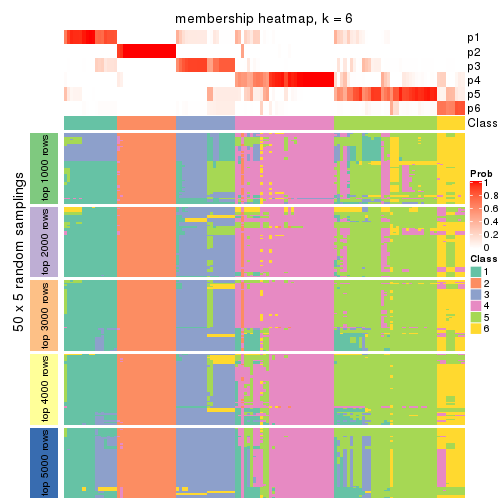 membership heatmap, k = 6
p1
p2
p3
p4
p5
p6
Class
50 x 5 random samplings
top 1000 rows
top 2000 rows
top 3000 rows
top 4000 rows
top 5000 rows
Prob
1
0.8
0.6
0.4
0.2
0
Class
1
2
3
4
5
6